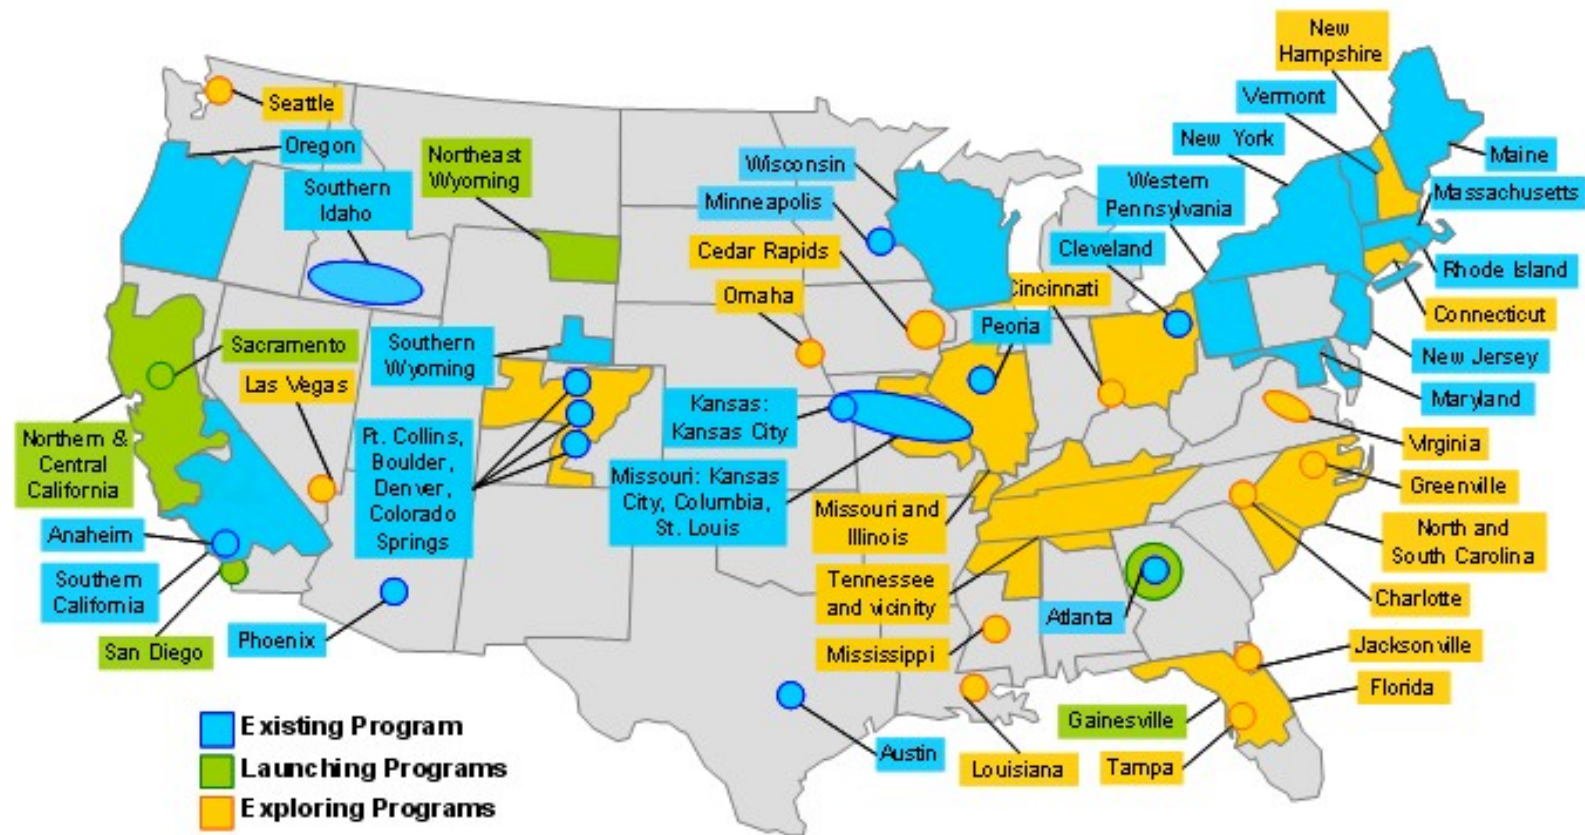 New
Hampshire
Vermont
New York
Maine
Massachusetts
Rhode Island
Connecticut
New Jersey
Maryland
Seattle
Oregon
Northeast
Wyoming
Southern
Idaho
Wisconsin
Minneapolis
Western
Pennsylvania
Cleveland
Cedar Rapids
Omaha
Cincinnati
Peoria
Sacramento
Las Vegas
Southern
Wyoming
Northern &
Central
California
Ft. Collins,
Boulder,
Denver,
Colorado
Springs
Kansas:
Kansas City
Missouri: Kansas
City, Columbia,
St. Louis
Missouri and
Illinois
Virginia
Greenville
North and
South Carolina
Charlotte
Anaheim
Southern
California
San Diego
Phoenix
Tennessee
and vicinity
Mississippi
Atlanta
Jacksonville
Florida
Gainesville
Tampa
Louisiana
Austin
Existing Program
Launching Programs
Exploring Programs